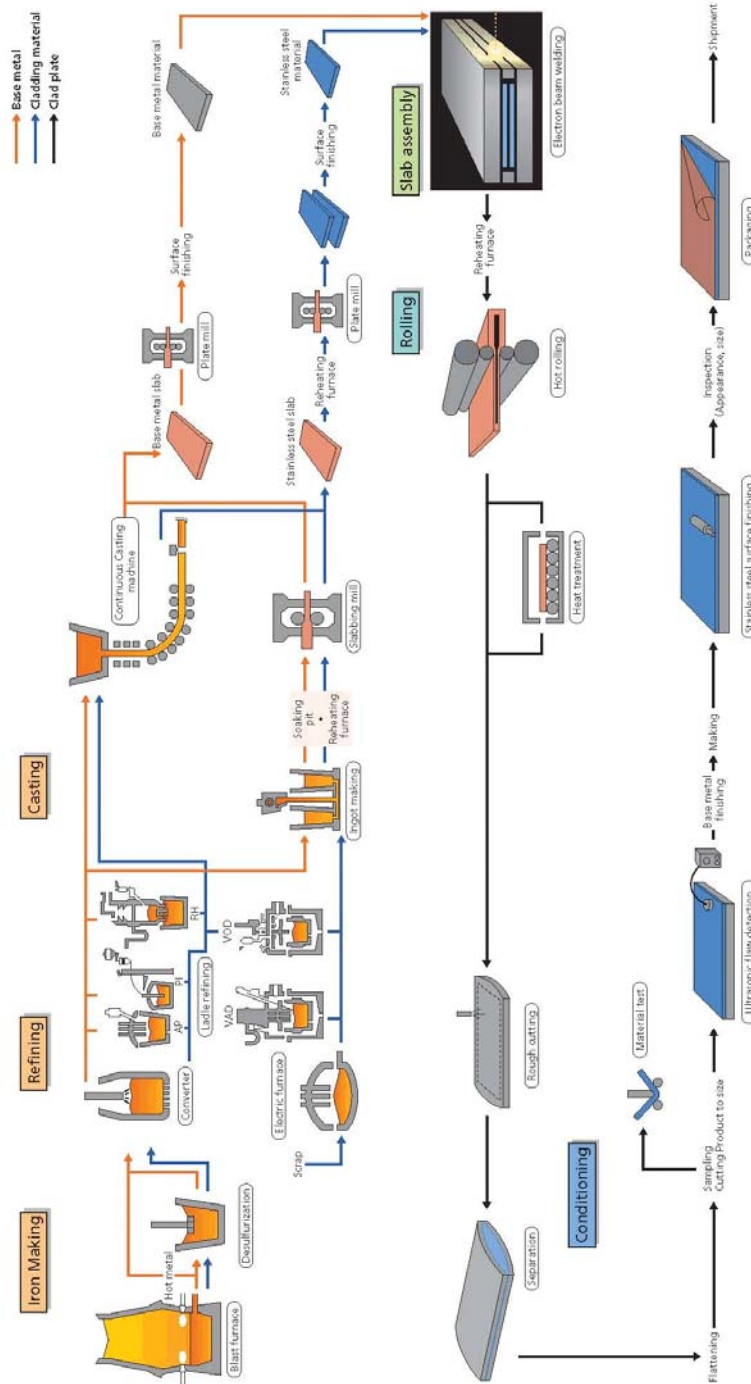 Base metal
Cladding material
Clad plate
Iron Making
Refining
Casting
Blast furnace
Hot metal
Desulfurization
Converter
AP
PI
RH
Ladle refining
Scrap
Electric furnace
VAD
VOD
Ingot making
Soaking
pit
•
Reheating
furnace
Slabbing mill
Continuous Casting
machine
Base metal slab
Plate mill
Surface
finishing
Base metal material
Stainless steel slab
Reheating
furnace
Plate mill
Surface
finishing
Stainless steel
material
Slab assembly
Electron beam welding
Reheating
furnace
Rolling
Hot rolling
Heat treatment
Rough cutting
Separation
Conditioning
Flattening
Sampling
Cutting Product to size
Material test
Ultrasonic flaw detection
Base metal
finishing
Making
Stainless steel surface finishing
Inspection
(Appearance, size)
Packaging
Shipment